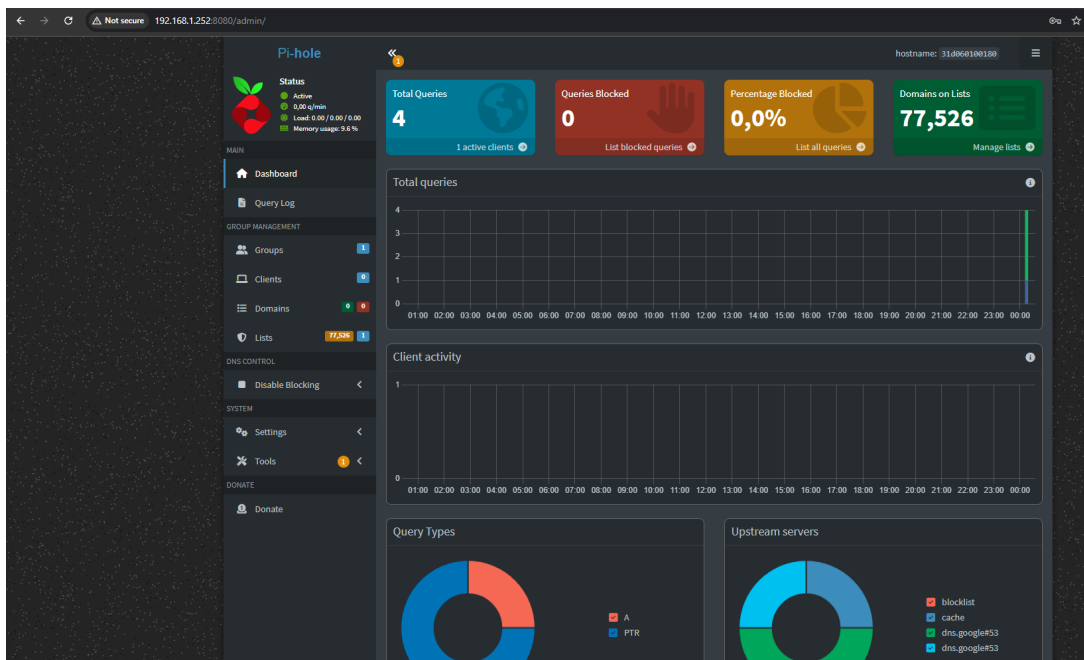 Not secure 192.168.1.252:8080/admin/
Pi-hole
1
hostname: 31d060100180
Status
Active
0,00 q/min
Load: 0.00 / 0.00 / 0.00
Memory usage: 9.6 %
Total Queries
4
1 active clients
Queries Blocked
0
List blocked queries
Percentage Blocked
0,0%
List all queries
Domains on Lists
77,526
Manage lists
MAIN
Dashboard
Query Log
GROUP MANAGEMENT
Groups 1
Clients 0
Domains 0 0
Lists 77,526 1
DNS CONTROL
Disable Blocking
SYSTEM
Settings
Tools 1
DONATE
Donate
Total queries
4
3
2
1
0
01:00 02:00 03:00 04:00 05:00 06:00 07:00 08:00 09:00 10:00 11:00 12:00 13:00 14:00 15:00 16:00 17:00 18:00 19:00 20:00 21:00 22:00 23:00 00:00
Client activity
1
0
01:00 02:00 03:00 04:00 05:00 06:00 07:00 08:00 09:00 10:00 11:00 12:00 13:00 14:00 15:00 16:00 17:00 18:00 19:00 20:00 21:00 22:00 23:00 00:00
Query Types
A
PTR
Upstream servers
blocklist
cache
dns.google#53
dns.google#53